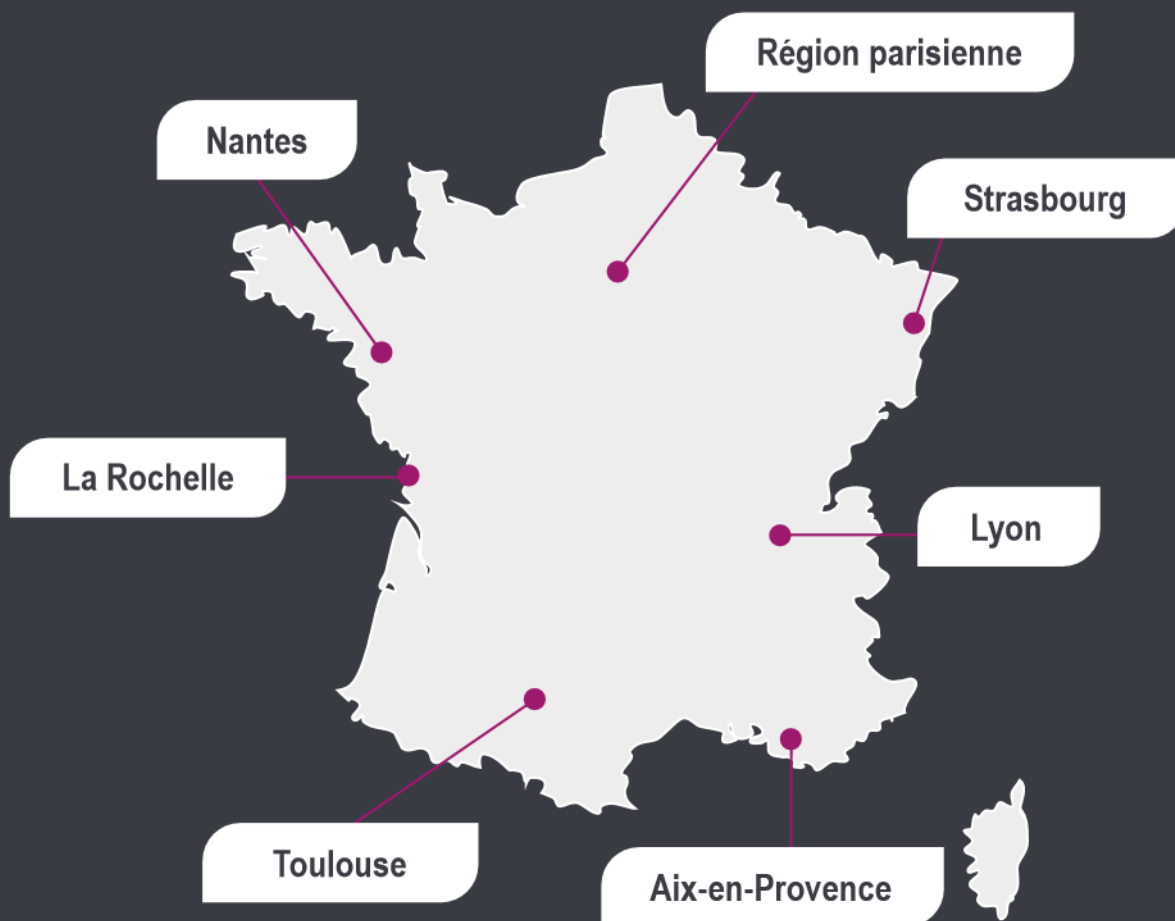 Région parisienne
Nantes
Strasbourg
La Rochelle
Lyon
Toulouse
Aix-en-Provence